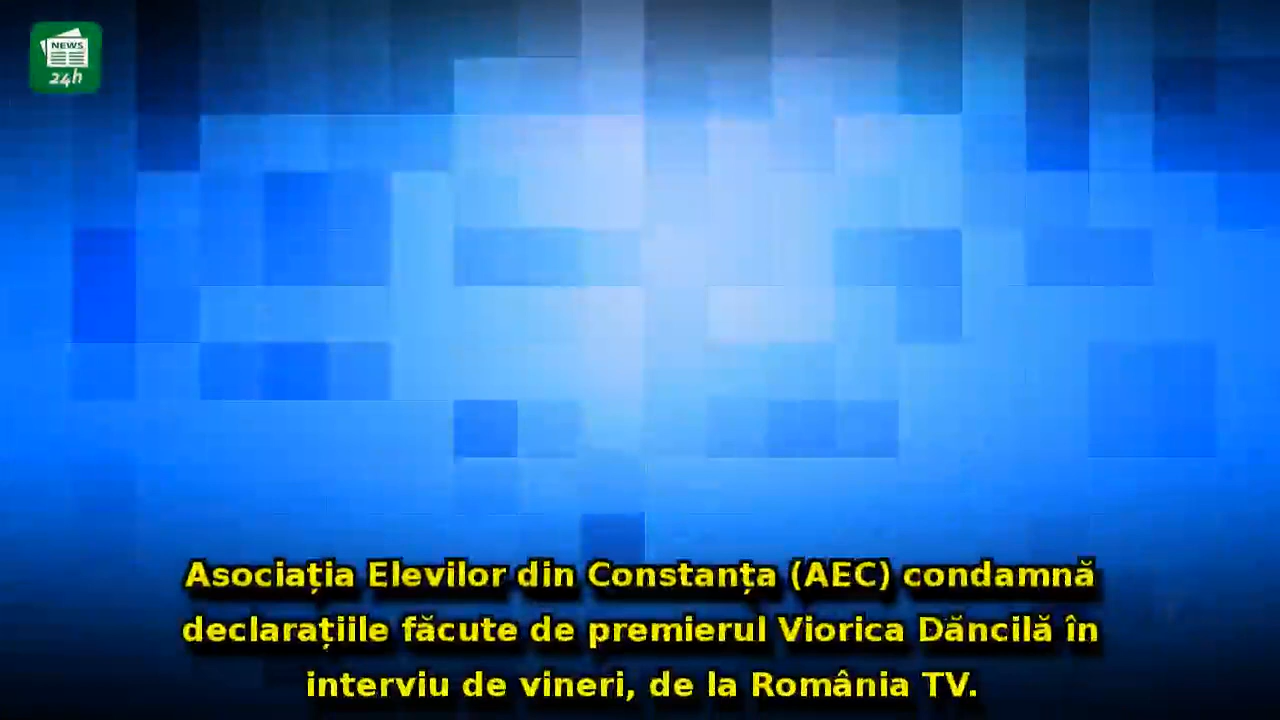 NEWS
24h
Asociația Elevilor din Constanța (AEC) condamnă
declarațiile făcute de premierul Viorica Dăncilă în
interviu de vineri, de la România TV.